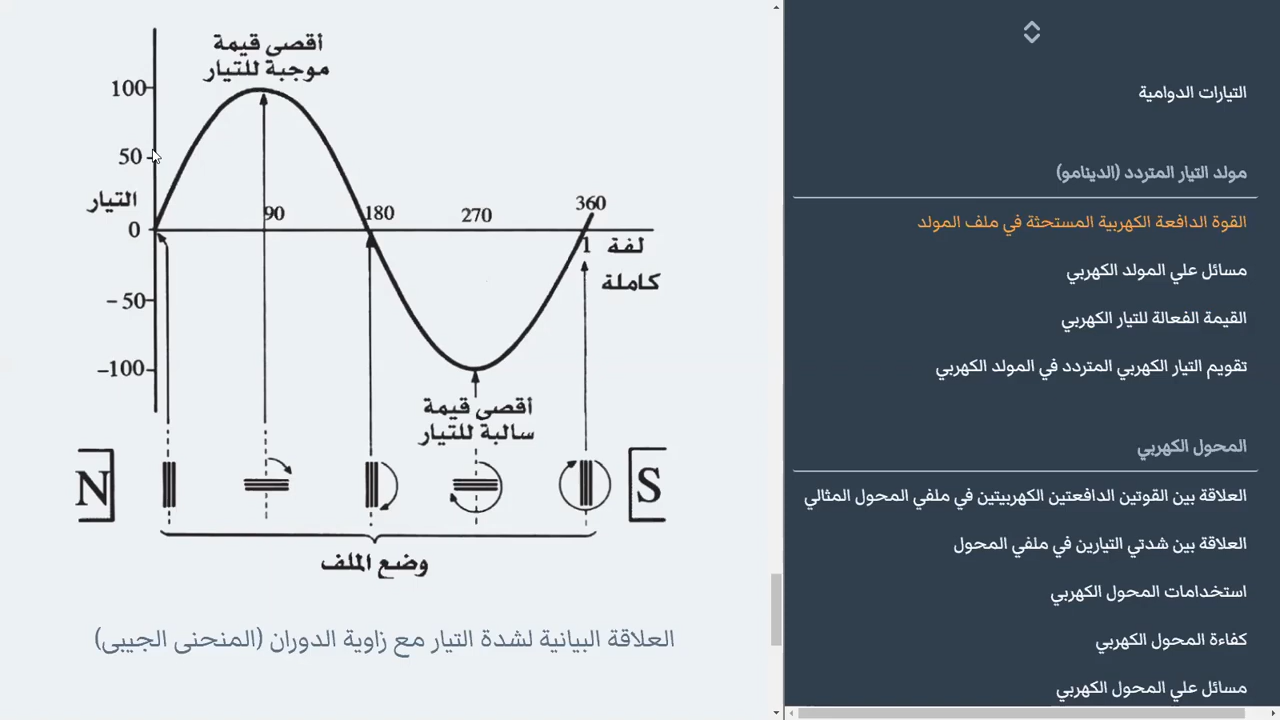 أقصى قيمة
موجبة للتيار
100
50
التيار
0
90
180
270
360
1 لفة
كاملة
– 50
–100
أقصى قيمة
سالبة للتيار
N
S
وضع الملف
العلاقة البيانية لشدة التيار مع زاوية الدوران (المنحنى الجيبى)
التيارات الدوامية
مولد التيار المتردد (الدينامو)
القوة الدافعة الكهربية المستحثة في ملف المولد
مسائل علي المولد الكهربي
القيمة الفعالة للتيار الكهربي
تقويم التيار الكهربي المتردد في المولد الكهربي
المحول الكهربي
العلاقة بين القوتين الدافعتين الكهربيتين في ملفي المحول المثالي
العلاقة بين شدتي التيارين في ملفي المحول
استخدامات المحول الكهربي
كفاءة المحول الكهربي
مسائل علي المحول الكهربي